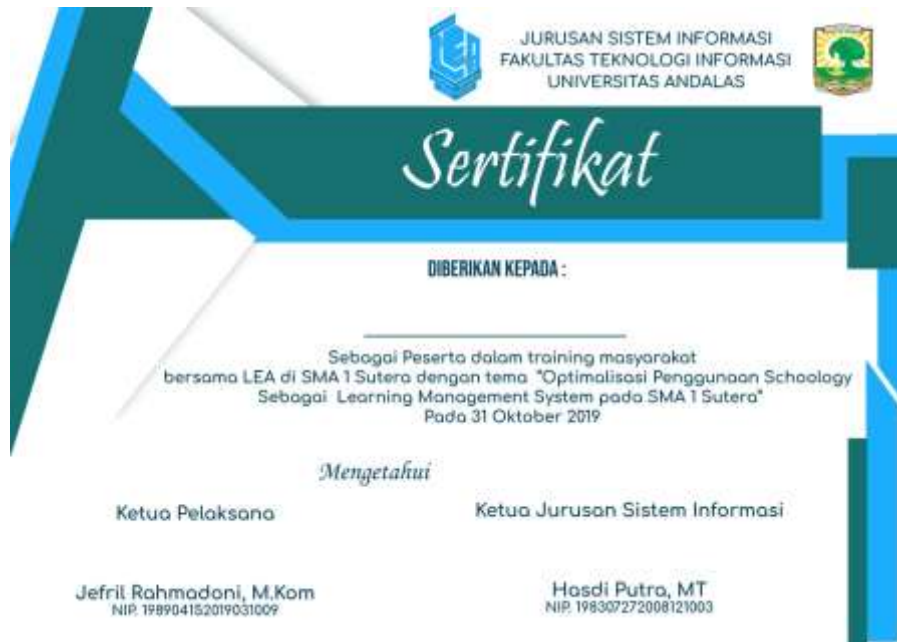 LEA
JURUSAN SISTEM INFORMASI
FAKULTAS TEKNOLOGI INFORMASI
UNIVERSITAS ANDALAS
Sertifikat
DIBERIKAN KEPADA :
Sebagai Peserta dalam training masyarakat
bersama LEA di SMA 1 Sutera dengan tema "Optimalisasi Penggunaan Schoology
Sebagai Learning Management System pada SMA 1 Sutera"
Pada 31 Oktober 2019
Mengetahui
Ketua Pelaksana
Ketua Jurusan Sistem Informasi
Jefril Rahmadoni, M.Kom
NIP. 198904152019031009
Hasdi Putra, MT
NIP. 198307272008121003